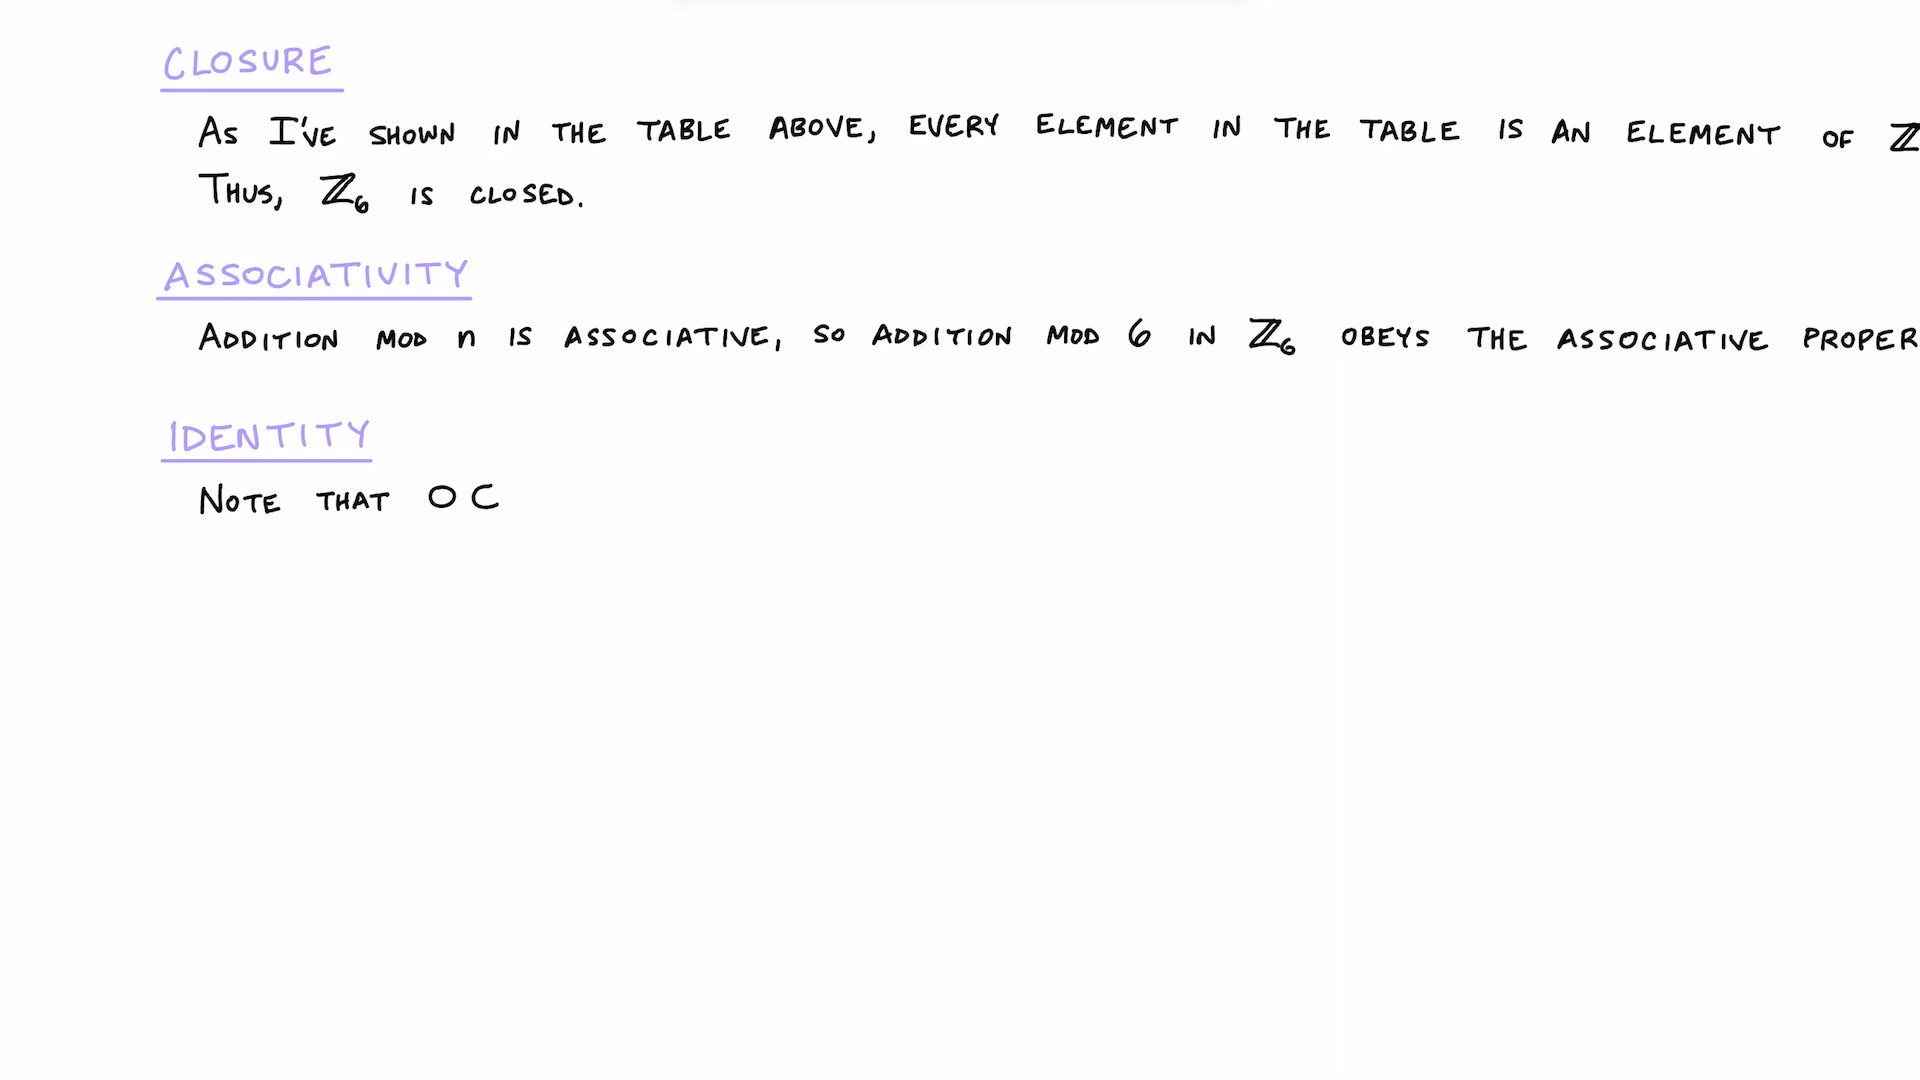 CLOSURE
AS I'VE SHOWN IN THE TABLE ABOVE, EVERY ELEMENT IN THE TABLE IS AN ELEMENT OF ℤ
THUS, ℤ₆ IS CLOSED.
ASSOCIATIVITY
ADDITION MOD n IS ASSOCIATIVE, SO ADDITION MOD 6 IN ℤ₆ OBEYS THE ASSOCIATIVE PROPER
IDENTITY
NOTE THAT 0 C